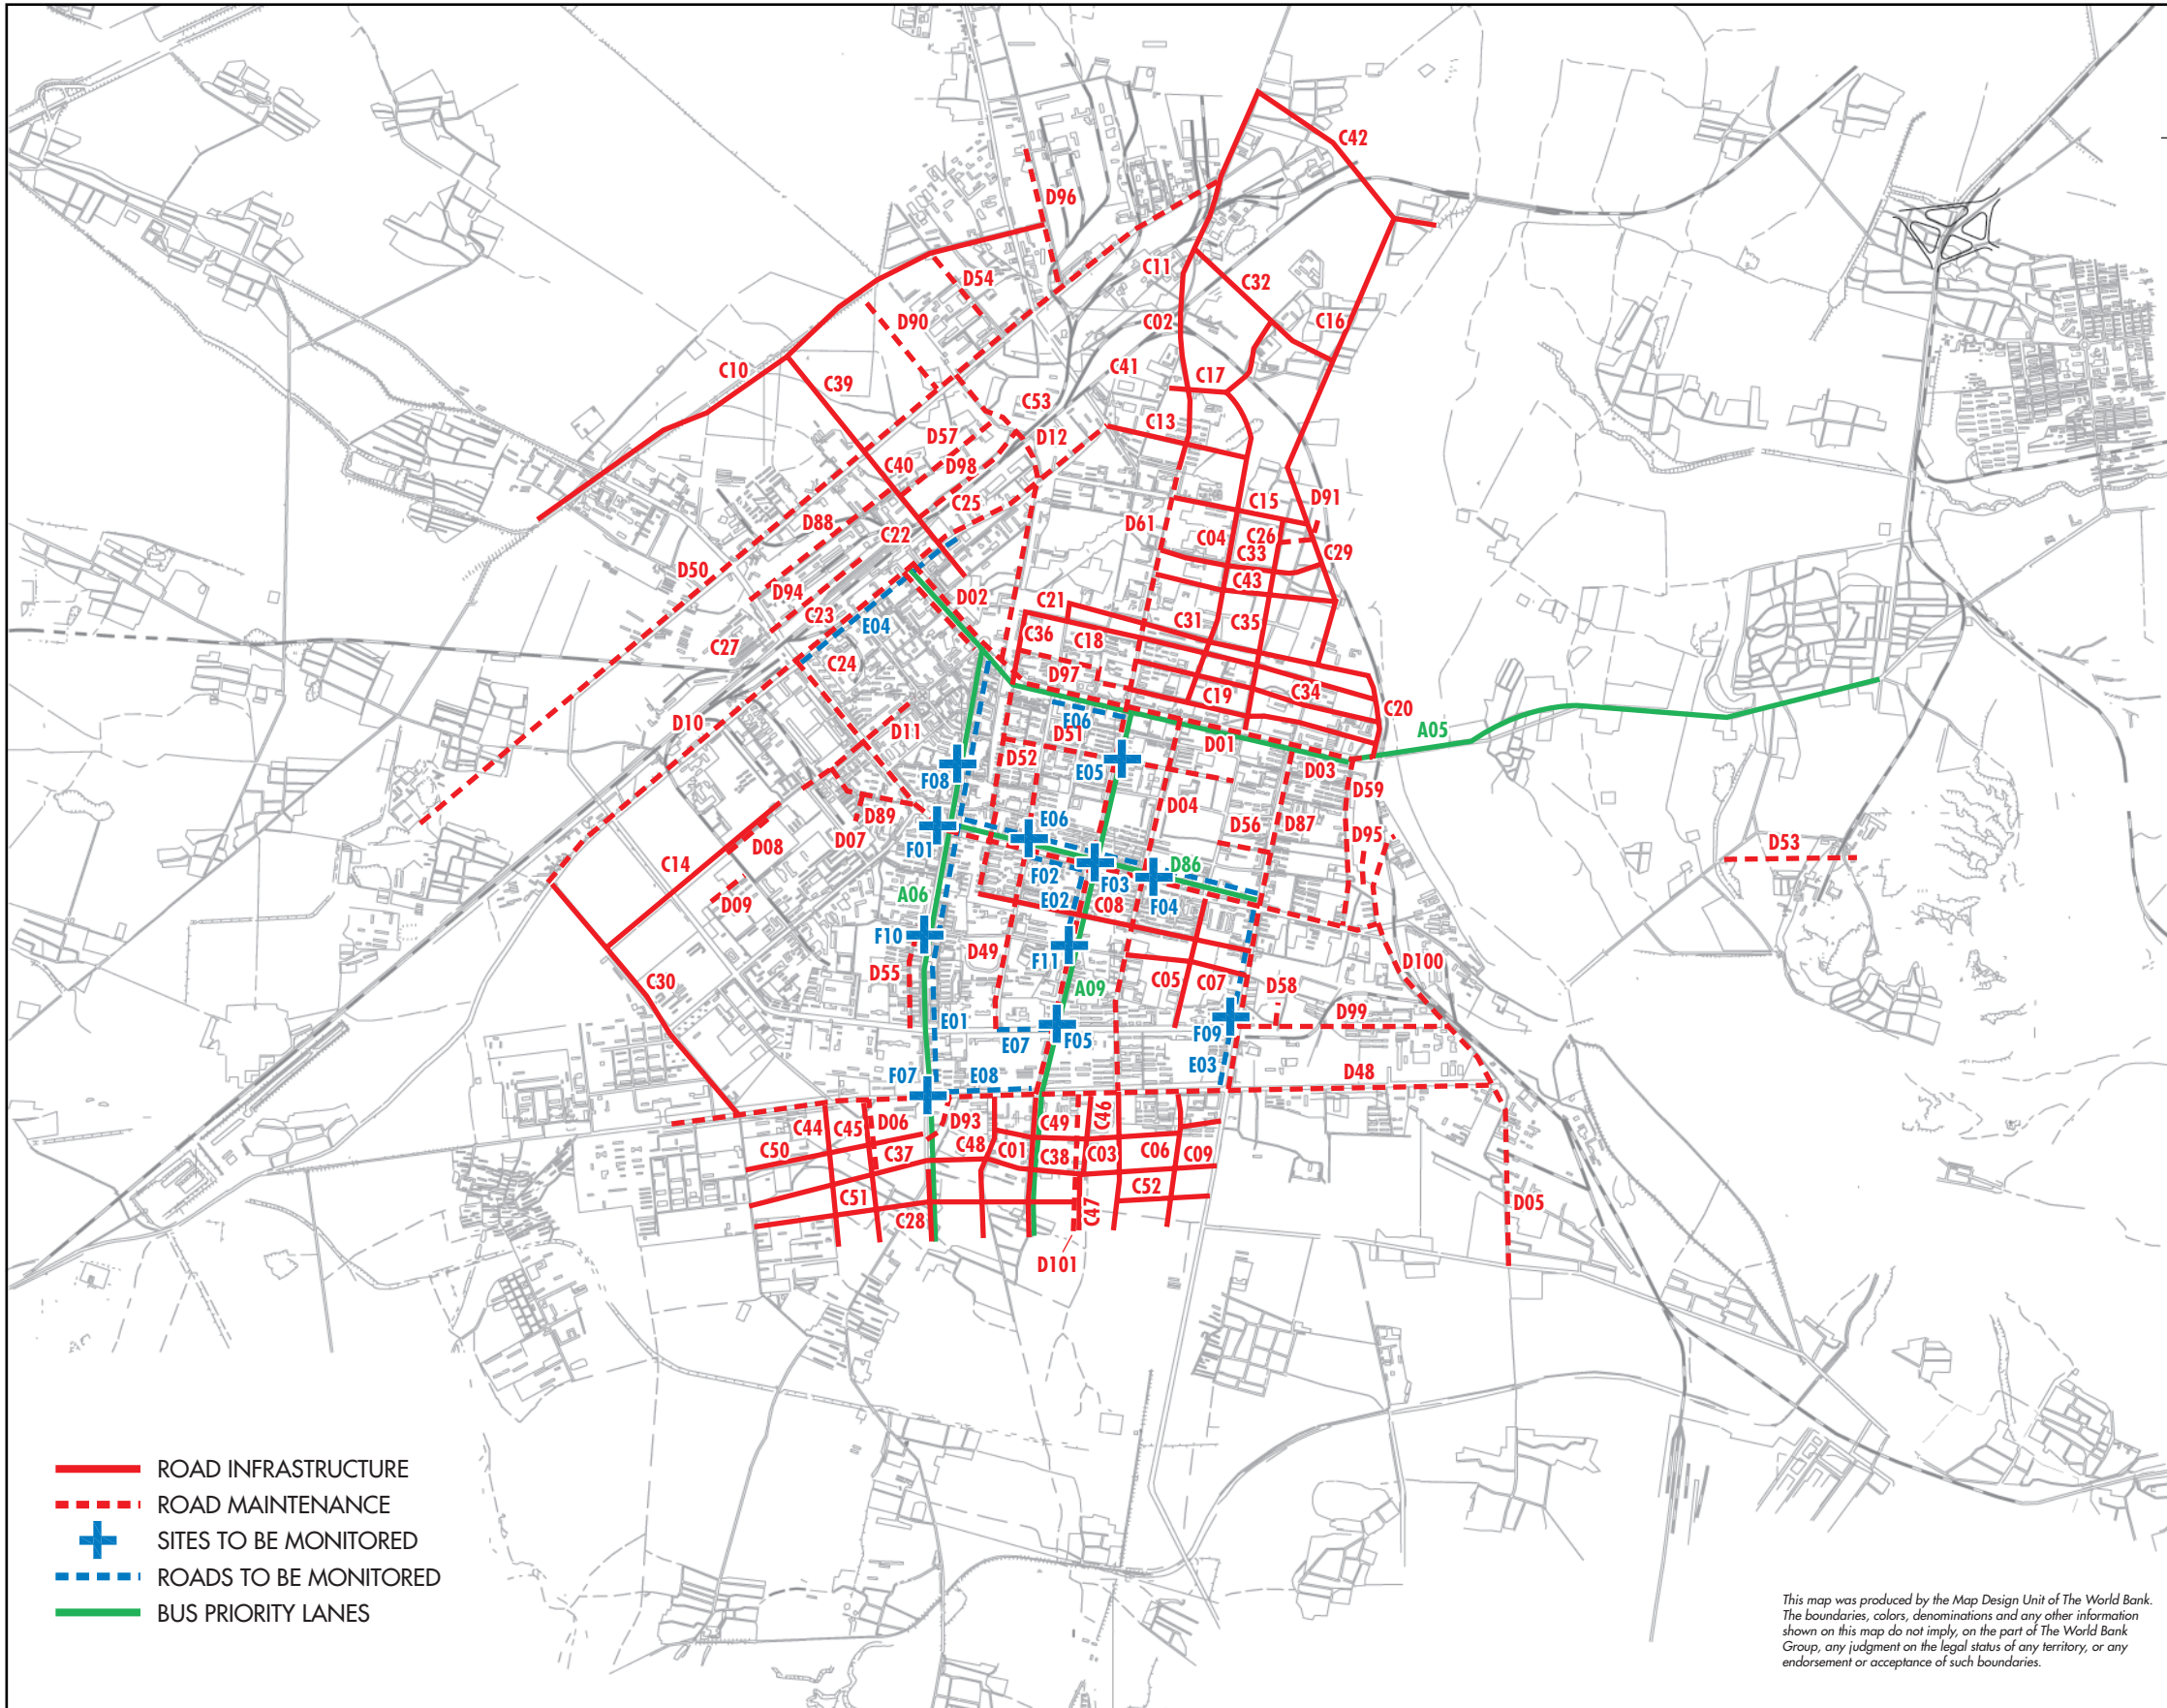 C42
D96
D54
C11
C32
D90
C02
C16
C10
C39
C41
C17
C53
C13
D57
D12
C40
D98
C25
C15
D91
D88
C22
D61
C04
C26
C33
C29
D50
D94
C43
D02
C21
C23
E04
C31
C35
C36
C18
C27
C24
D97
C19
C34
C20
D10
D11
E06
D51
D01
A05
D52
E05
D03
F08
D59
D04
D89
E06
D56
D87
D95
D07
F01
D08
D53
C14
D86
F02
F03
A06
D09
E02
C08
F04
F10
D49
F11
D100
D55
C30
C05
C07
D58
A09
E01
D99
E07
F05
F09
E03
F07
E08
D48
C44
C45
D06
D93
C49
C46
C50
C37
C48
C01
C38
C03
C06
C09
C51
C52
C28
C47
D05
D101
ROAD INFRASTRUCTURE
ROAD MAINTENANCE
SITES TO BE MONITORED
ROADS TO BE MONITORED
BUS PRIORITY LANES
This map was produced by the Map Design Unit of The World Bank.
The boundaries, colors, denominations and any other information
shown on this map do not imply, on the part of The World Bank
Group, any judgment on the legal status of any territory, or any
endorsement or acceptance of such boundaries.